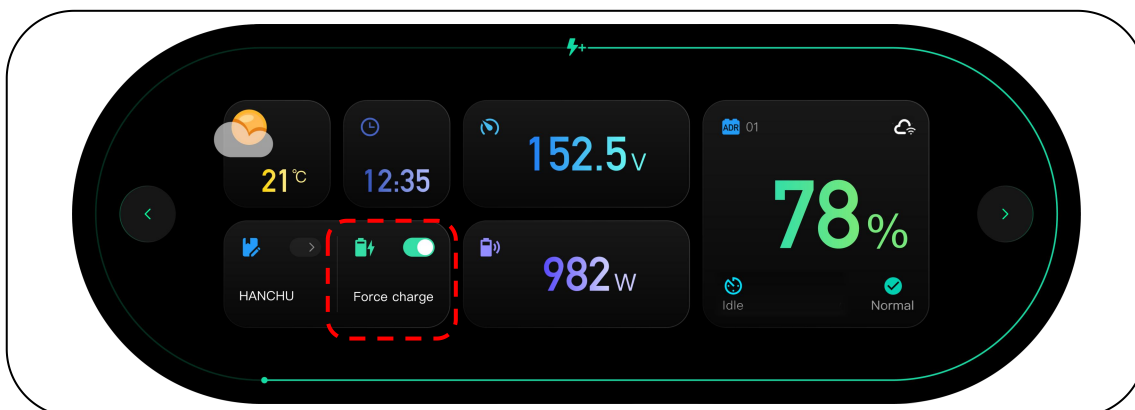 21℃
12:35
152.5V
ADR 01
78%
HANCHU
Force charge
982W
Idle
Normal